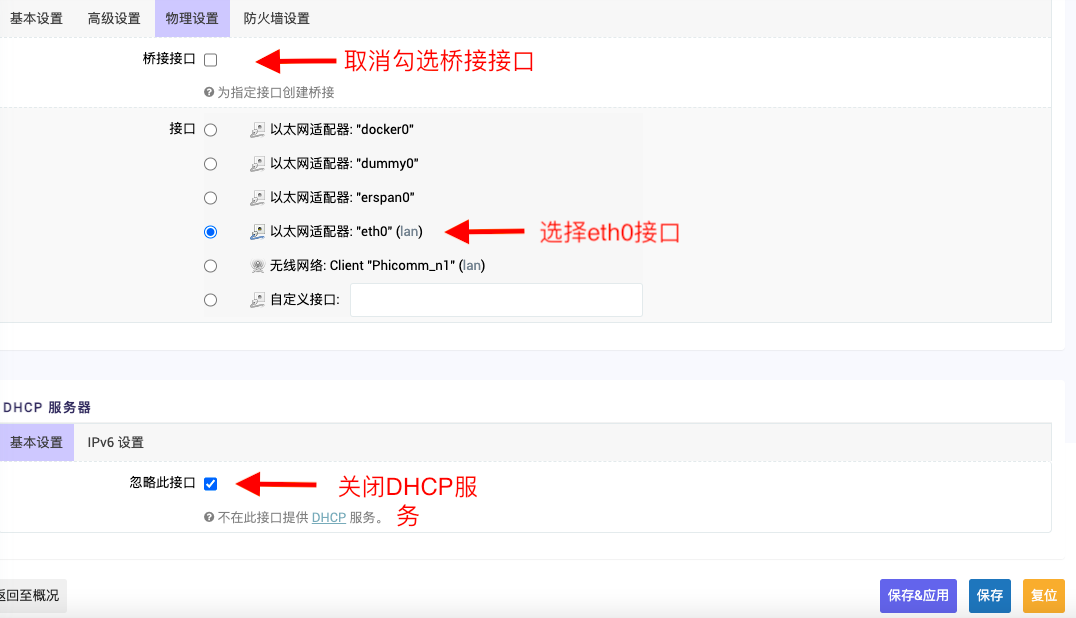 基本设置 高级设置 物理设置 防火墙设置
桥接接口 取消勾选桥接接口
为指定接口创建桥接
接口 以太网适配器: "docker0"
以太网适配器: "dummy0"
以太网适配器: "erspan0"
以太网适配器: "eth0" (lan) 选择eth0接口
无线网络: Client "Phicomm_n1" (lan)
自定义接口:
DHCP 服务器
基本设置 IPv6 设置
忽略此接口 关闭DHCP服
不在此接口提供 DHCP 服务。 务
返回至概况 保存&应用 保存 复位